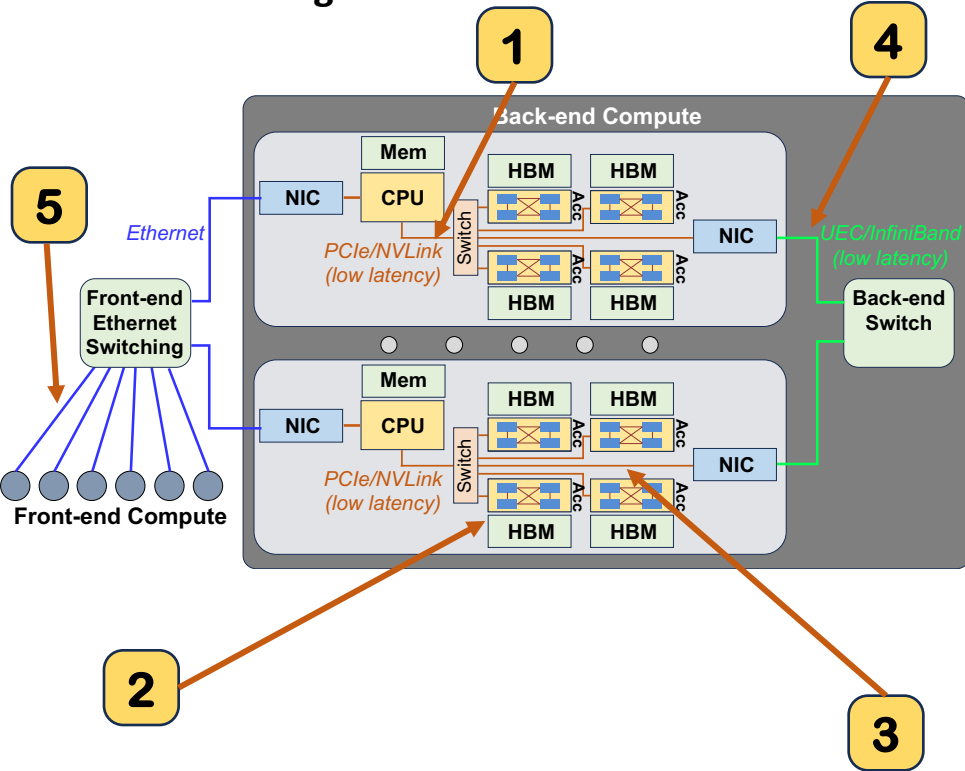 1
4
5
2
3
Back-end Compute
Mem
CPU
NIC
HBM
HBM
Acc
Acc
Switch
PCIe/NVLink
(low latency)
Acc
Acc
HBM
HBM
NIC
Ethernet
UEC/InfiniBand
(low latency)
Front-end
Ethernet
Switching
Back-end
Switch
Mem
CPU
NIC
HBM
HBM
Acc
Acc
Switch
PCIe/NVLink
(low latency)
Acc
Acc
HBM
HBM
NIC
Front-end Compute